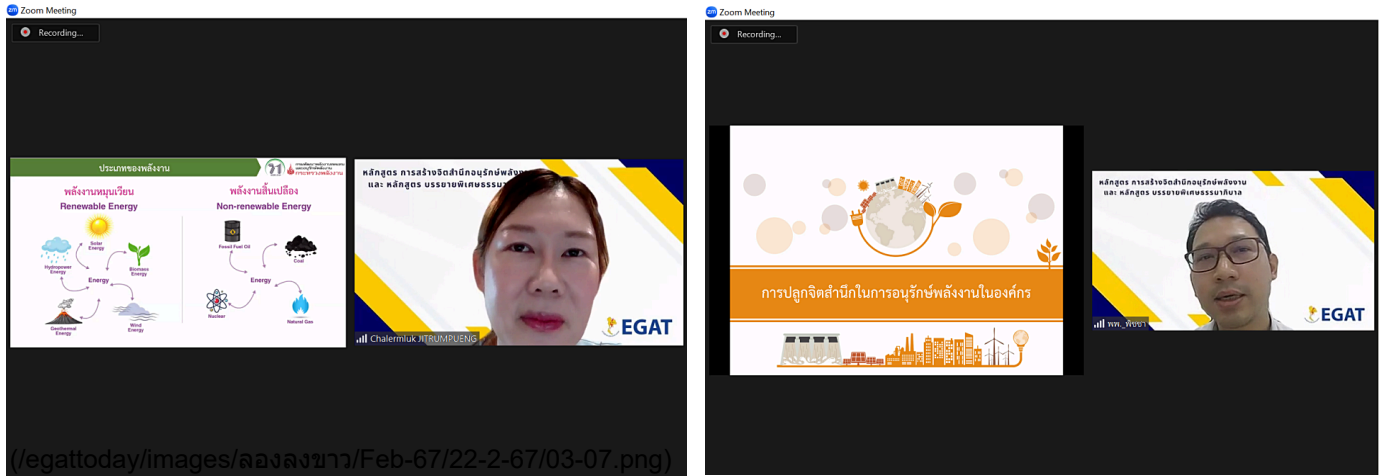 Zoom Meeting
Recording...
ประเภทของพลังงาน
พลังงานหมุนเวียน
Renewable Energy
Solar
Energy
Hydropower
Energy
Biomass
Energy
Energy
Geothermal
Energy
Wind
Energy
พลังงานสิ้นเปลือง
Non-renewable Energy
Fossil Fuel Oil
Coal
Energy
Nuclear
Natural Gas
หลักสูตร การสร้างจิตสำนึกอนุรักษ์พลังงา
และ หลักสูตร บรรยายพิเศษธรรม
EGAT
Chalermluk JITRUMPUENG
(/egattoday/images/ลองลงขาว/Feb-67/22-2-67/03-07.png)
Zoom Meeting
Recording...
การปลูกจิตสำนึกในการอนุรักษ์พลังงานในองค์กร
หลักสูตร การสร้างจิตสำนึกอนุรักษ์พลังงาน
และ หลักสูตร บรรยายพิเศษธรรมาภิบาล
EGAT
พพ._พัชชา